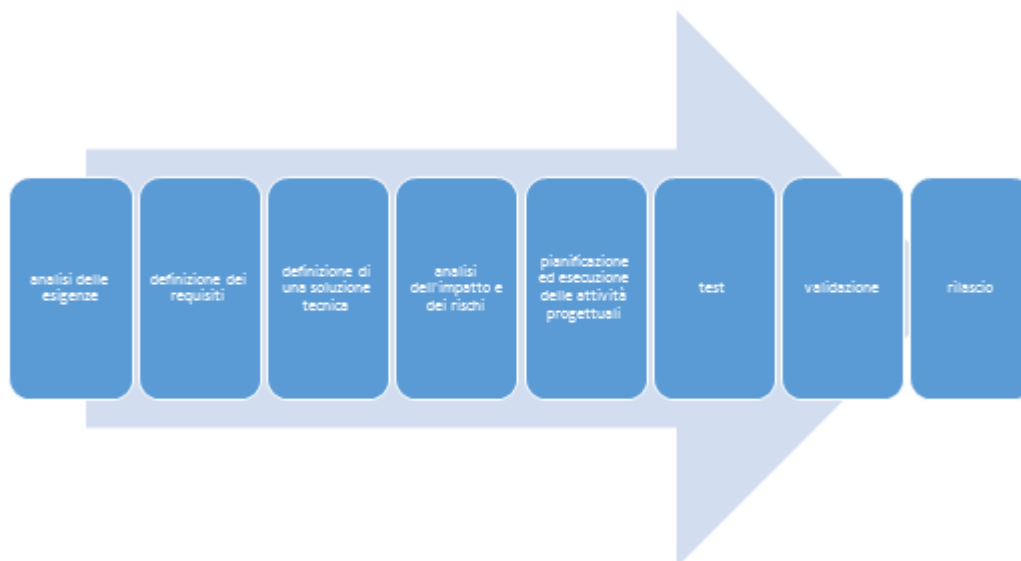 analisi delle
esigenze
definizione dei
requisiti
definizione di
una soluzione
tecnica
analisi
dell'impatto e
dei rischi
pianificazione
ed esecuzione
delle attività
progettuali
test
validazione
rilascio